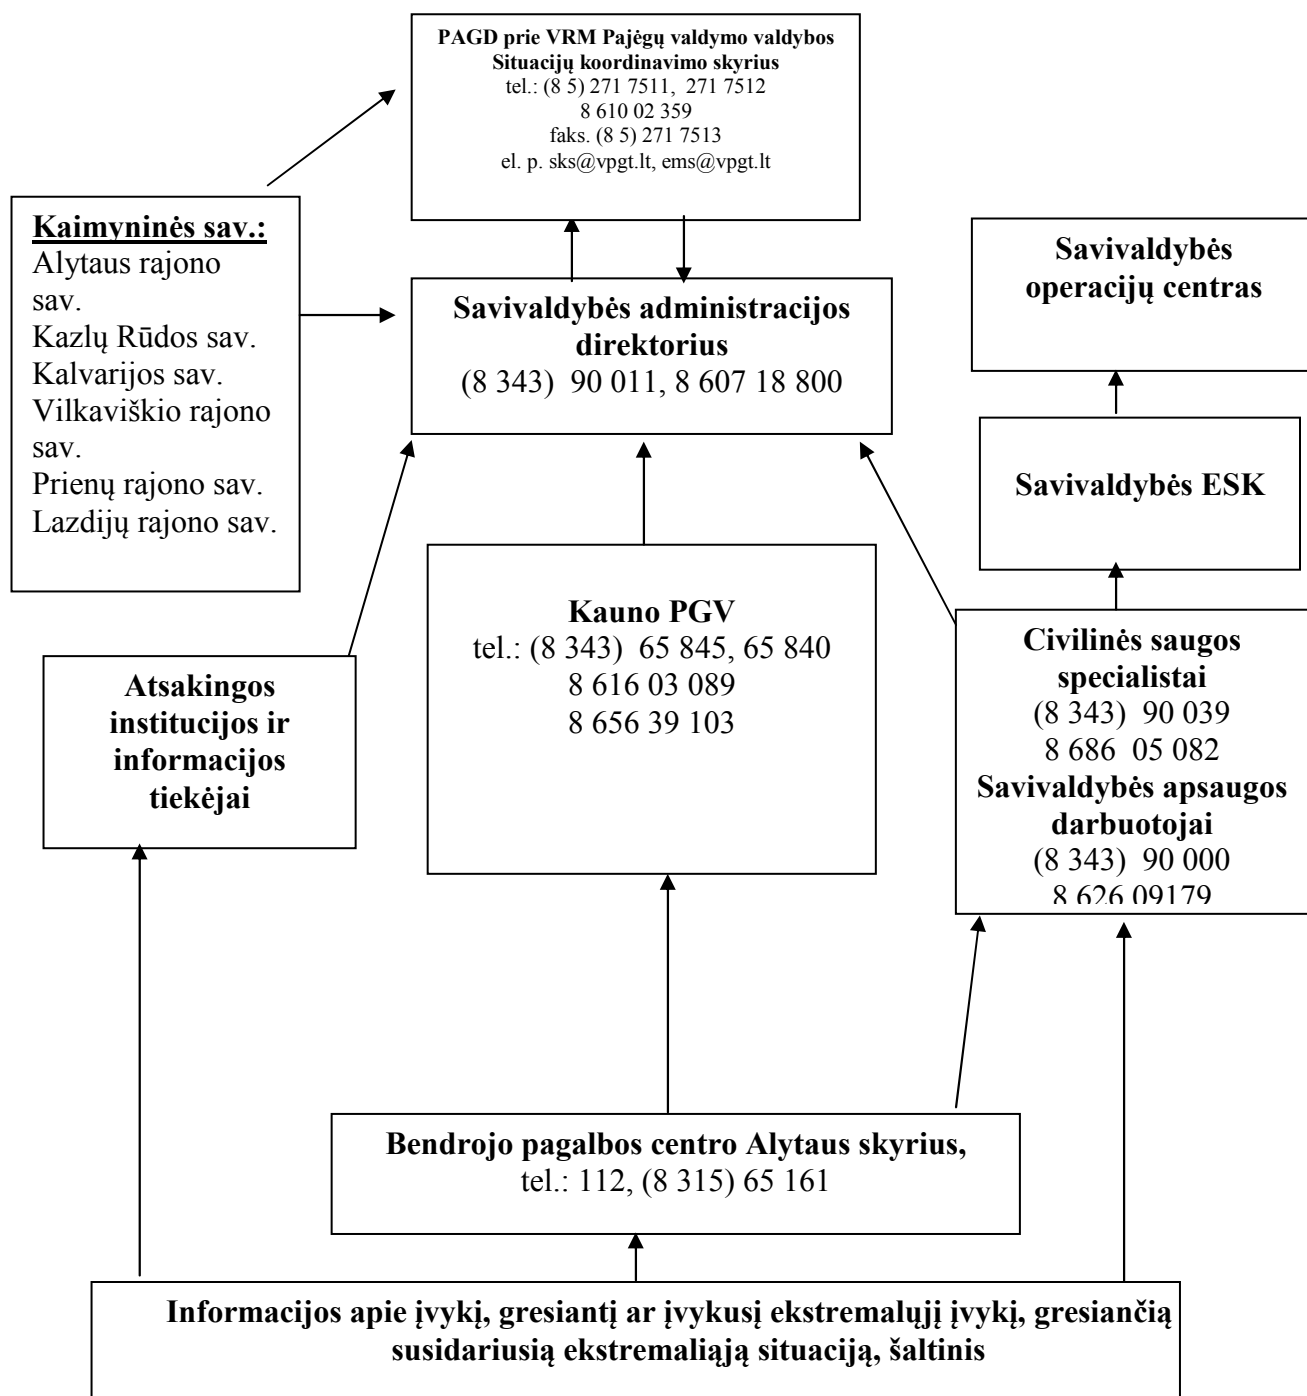 PAGD prie VRM Pajėgų valdymo valdybos
Situacijų koordinavimo skyrius
tel.: (8 5) 271 7511, 271 7512
8 610 02 359
faks. (8 5) 271 7513
el. p. sks@vpgt.lt, ems@vpgt.lt
Kaimyninės sav.:
Alytaus rajono
sav.
Kazlų Rūdos sav.
Kalvarijos sav.
Vilkaviškio rajono
sav.
Prienų rajono sav.
Lazdijų rajono sav.
Savivaldybės administracijos
direktorius
(8 343) 90 011, 8 607 18 800
Savivaldybės
operacijų centras
Savivaldybės ESK
Kauno PGV
tel.: (8 343) 65 845, 65 840
8 616 03 089
8 656 39 103
Atsakingos
institucijos ir
informacijos
tiekėjai
Civilinės saugos
specialistai
(8 343) 90 039
8 686 05 082
Savivaldybės apsaugos
darbuotojai
(8 343) 90 000
8 626 09179
Bendrojo pagalbos centro Alytaus skyrius,
tel.: 112, (8 315) 65 161
Informacijos apie įvykį, gresiantį ar įvykusį ekstremalųjį įvykį, gresiančią
susidariusią ekstremaliąją situaciją, šaltinis